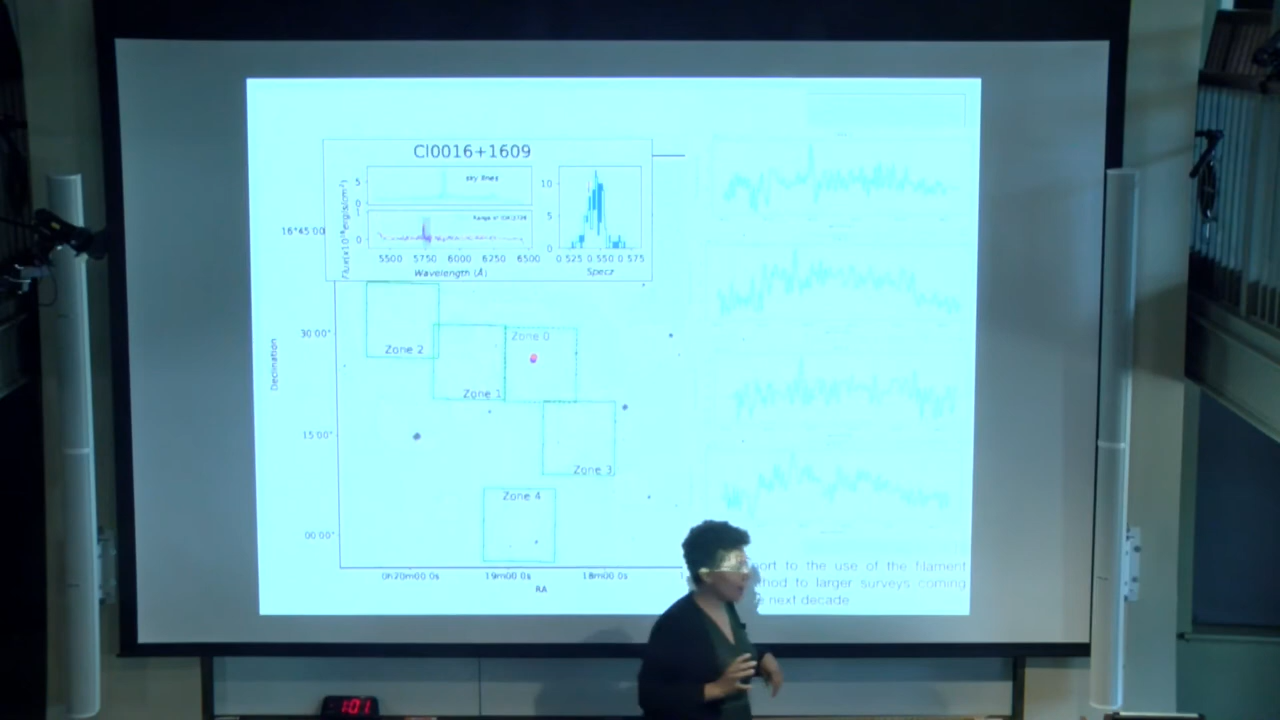 Cl0016+1609
sky lines
5
0
1
0
5500 5750 6000 6250 6500
Wavelength (Å)
10
5
0
0.525 0.550 0.575
Specz
16°45'00"
30'00"
15'00"
00'00"
Declination
Zone 2
Zone 1
Zone 0
Zone 3
Zone 4
0h20m00.0s 19m00.0s 18m00.0s
RA
to the use of the filament
to larger surveys coming
next decade
1:01